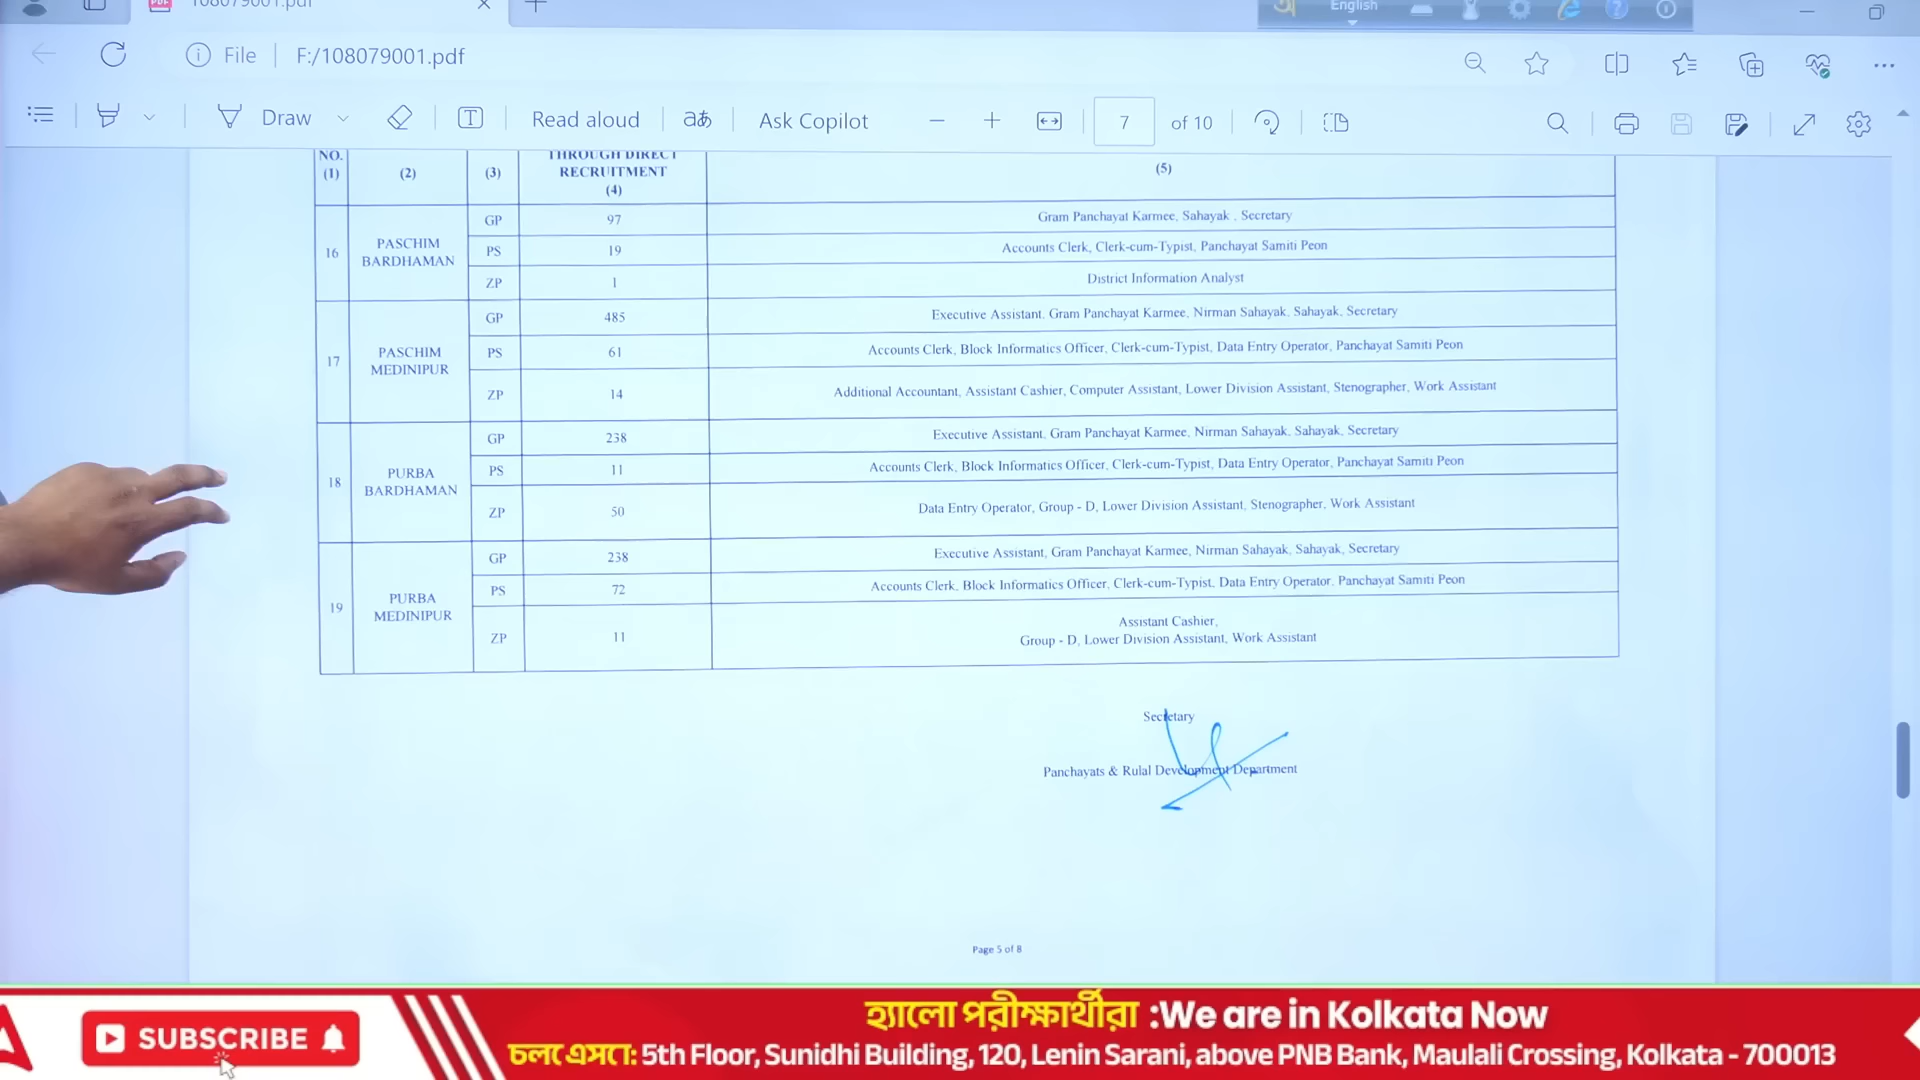 108079001.pdf
English
File
F:/108079001.pdf
Draw
Read aloud
aあ
Ask Copilot
7
of 10
NO.
(1)
(2)
(3)
THROUGH DIRECT
RECRUITMENT
(4)
(5)
16
PASCHIM
BARDHAMAN
GP
97
Gram Panchayat Karmee, Sahayak . Secretary
PS
19
Accounts Clerk, Clerk-cum-Typist, Panchayat Samiti Peon
ZP
1
District Information Analyst
17
PASCHIM
MEDINIPUR
GP
485
Executive Assistant. Gram Panchayat Karmee, Nirman Sahayak. Sahayak, Secretary
PS
61
Accounts Clerk, Block Informatics Officer, Clerk-cum-Typist, Data Entry Operator, Panchayat Samiti Peon
ZP
14
Additional Accountant, Assistant Cashier, Computer Assistant, Lower Division Assistant, Stenographer, Work Assistant
18
PURBA
BARDHAMAN
GP
238
Executive Assistant. Gram Panchayat Karmee, Nirman Sahayak. Sahayak, Secretary
PS
11
Accounts Clerk, Block Informatics Officer, Clerk-cum-Typist, Data Entry Operator, Panchayat Samiti Peon
ZP
50
Data Entry Operator, Group - D, Lower Division Assistant, Stenographer, Work Assistant
19
PURBA
MEDINIPUR
GP
238
Executive Assistant, Gram Panchayat Karmee, Nirman Sahayak, Sahayak, Secretary
PS
72
Accounts Clerk, Block Informatics Officer, Clerk-cum-Typist, Data Entry Operator, Panchayat Samiti Peon
ZP
11
Assistant Cashier,
Group - D, Lower Division Assistant, Work Assistant
Secretary
Panchayats & Rulal Development Department
Page 5 of 8
SUBSCRIBE
হ্যালো পরীক্ষার্থীরা :We are in Kolkata Now
চলে এসো: 5th Floor, Sunidhi Building, 120, Lenin Sarani, above PNB Bank, Maulali Crossing, Kolkata - 700013